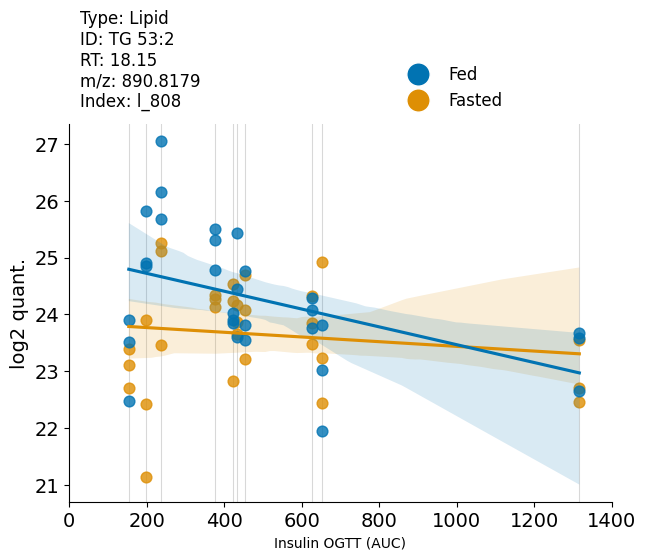 Type: Lipid
ID: TG 53:2
RT: 18.15
m/z: 890.8179
Index: l_808
Fed
Fasted
27
26
25
24
23
22
21
log2 quant.
0 200 400 600 800 1000 1200 1400
Insulin OGTT (AUC)